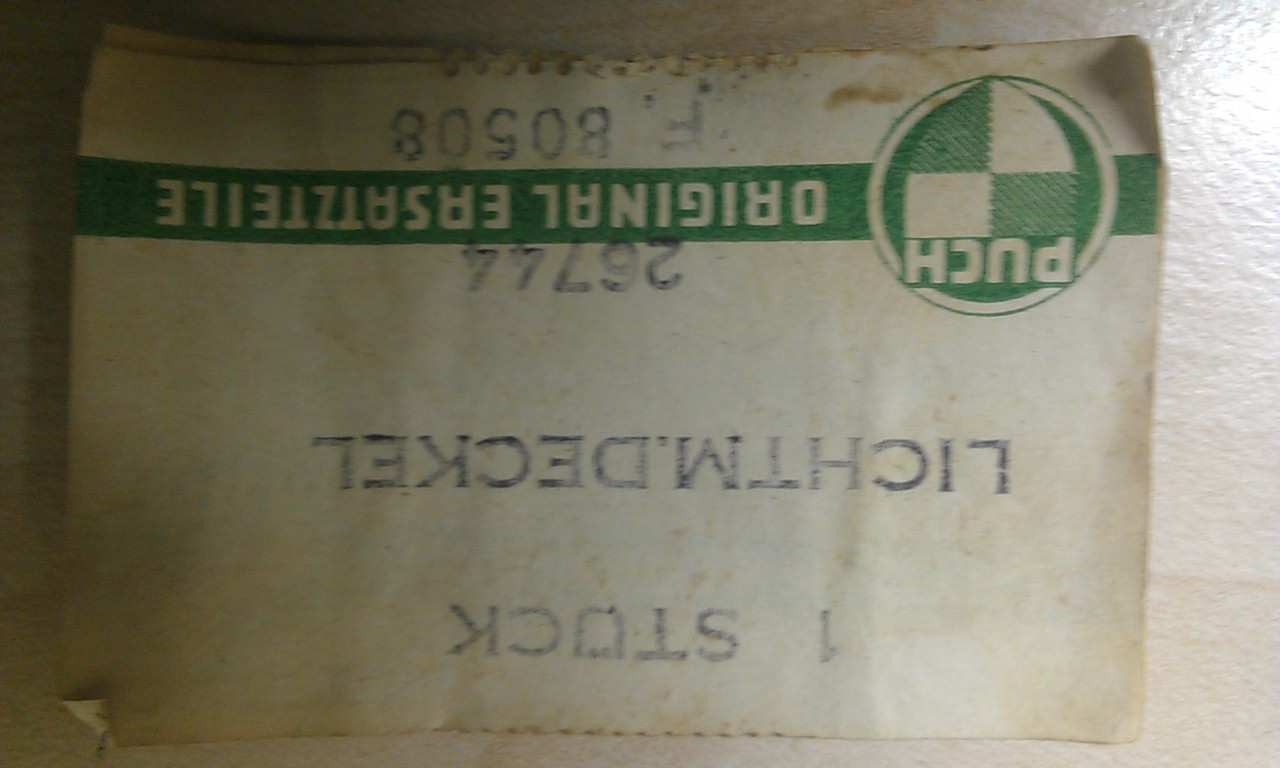 1 STÜCK
LICHTM.DECKEL
26744
PUCH
ORIGINAL ERSATZTEILE
80508